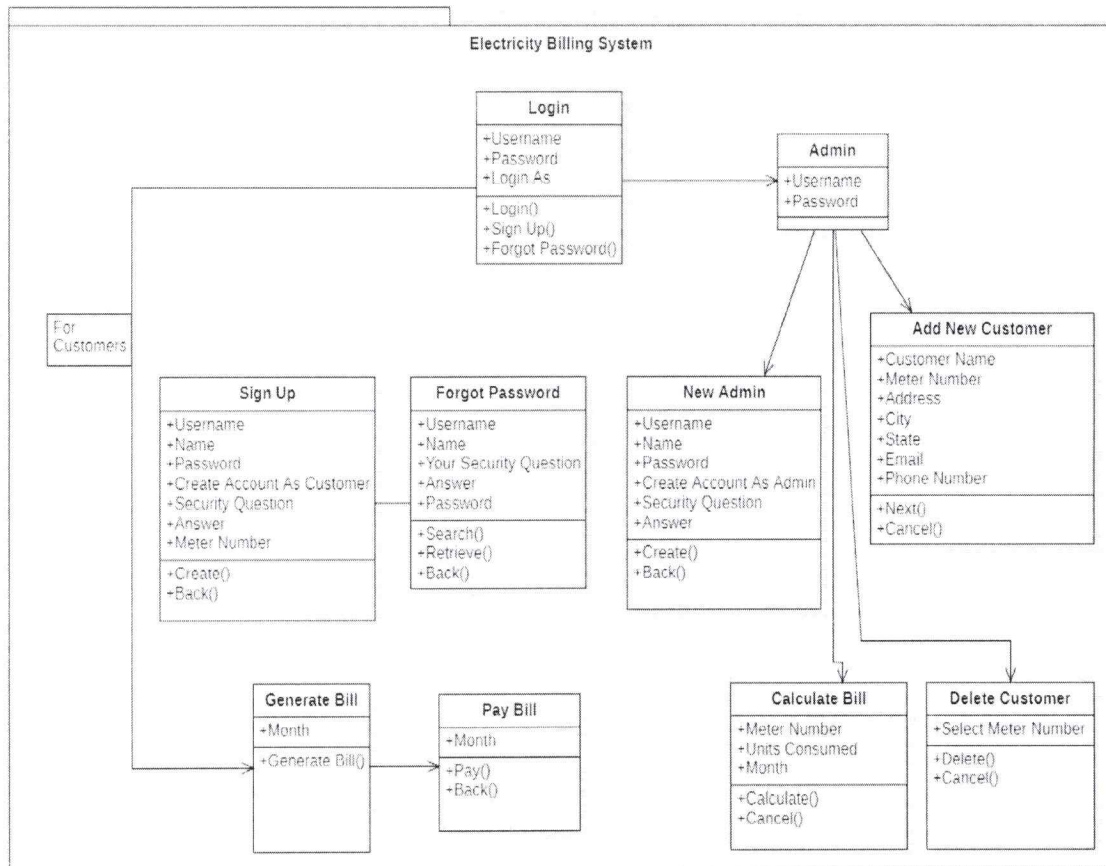 Electricity Billing System
Login
+Username
+Password
+Login As
+Login()
+Sign Up()
+Forgot Password()
Admin
+Username
+Password
For
Customers
Sign Up
+Username
+Name
+Password
+Create Account As Customer
+Security Question
+Answer
+Meter Number
+Create()
+Back()
Forgot Password
+Username
+Name
+Your Security Question
+Answer
+Password
+Search()
+Retrieve()
+Back()
New Admin
+Username
+Name
+Password
+Create Account As Admin
+Security Question
+Answer
+Create()
+Back()
Add New Customer
+Customer Name
+Meter Number
+Address
+City
+State
+Email
+Phone Number
+Next()
+Cancel()
Generate Bill
+Month
+Generate Bill()
Pay Bill
+Month
+Pay()
+Back()
Calculate Bill
+Meter Number
+Units Consumed
+Month
+Calculate()
+Cancel()
Delete Customer
+Select Meter Number
+Delete()
+Cancel()